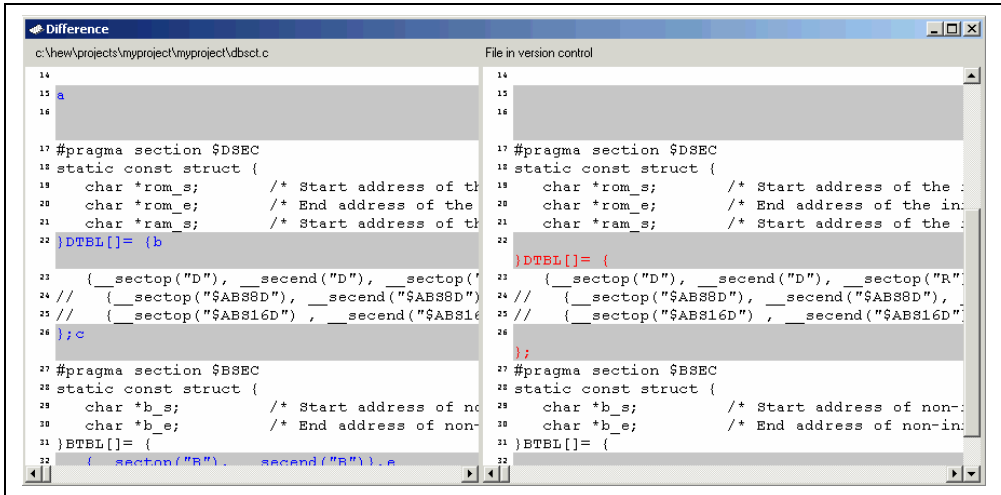 Difference
c:\hew\projects\myproject\myproject\dbsct.c
File in version control
14
15 a
16
17 #pragma section $DSEC
18 static const struct {
19 char *rom_s; /* Start address of th
20 char *rom_e; /* End address of the
21 char *ram_s; /* Start address of th
22 }DTBL[]= {b
23 {__sectop("D"), __secend("D"), __sectop("
24 // {__sectop("$ABS8D"), __secend("$ABS8D")
25 // {__sectop("$ABS16D") , __secend("$ABS16
26 };c
27 #pragma section $BSEC
28 static const struct {
29 char *b_s; /* Start address of no
30 char *b_e; /* End address of non-
31 }BTBL[]= {
32 {__sectop("B"), __secend("B")},e
14
15
16
17 #pragma section $DSEC
18 static const struct {
19 char *rom_s; /* Start address of the i
20 char *rom_e; /* End address of the ini
21 char *ram_s; /* Start address of the i
22
}DTBL[]= {
23 {__sectop("D"), __secend("D"), __sectop("R"
24 // {__sectop("$ABS8D"), __secend("$ABS8D"),
25 // {__sectop("$ABS16D") , __secend("$ABS16D"
26
};
27 #pragma section $BSEC
28 static const struct {
29 char *b_s; /* Start address of non-i
30 char *b_e; /* End address of non-ini
31 }BTBL[]= {
32